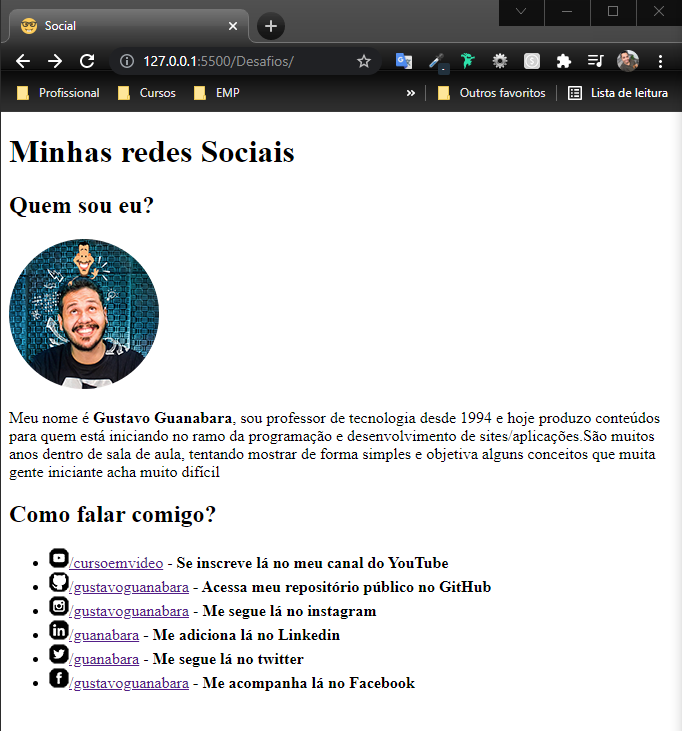 Social
127.0.0.1:5500/Desafios/
Profissional Cursos EMP » Outros favoritos Lista de leitura
Minhas redes Sociais
Quem sou eu?
Meu nome é Gustavo Guanabara, sou professor de tecnologia desde 1994 e hoje produzo conteúdos
para quem está iniciando no ramo da programação e desenvolvimento de sites/aplicações.São muitos
anos dentro de sala de aula, tentando mostrar de forma simples e objetiva alguns conceitos que muita
gente iniciante acha muito difícil
Como falar comigo?
/cursoemvideo - Se inscreve lá no meu canal do YouTube
/gustavoguanabara - Acessa meu repositório público no GitHub
/gustavoguanabara - Me segue lá no instagram
/guanabara - Me adiciona lá no Linkedin
/guanabara - Me segue lá no twitter
/gustavoguanabara - Me acompanha lá no Facebook